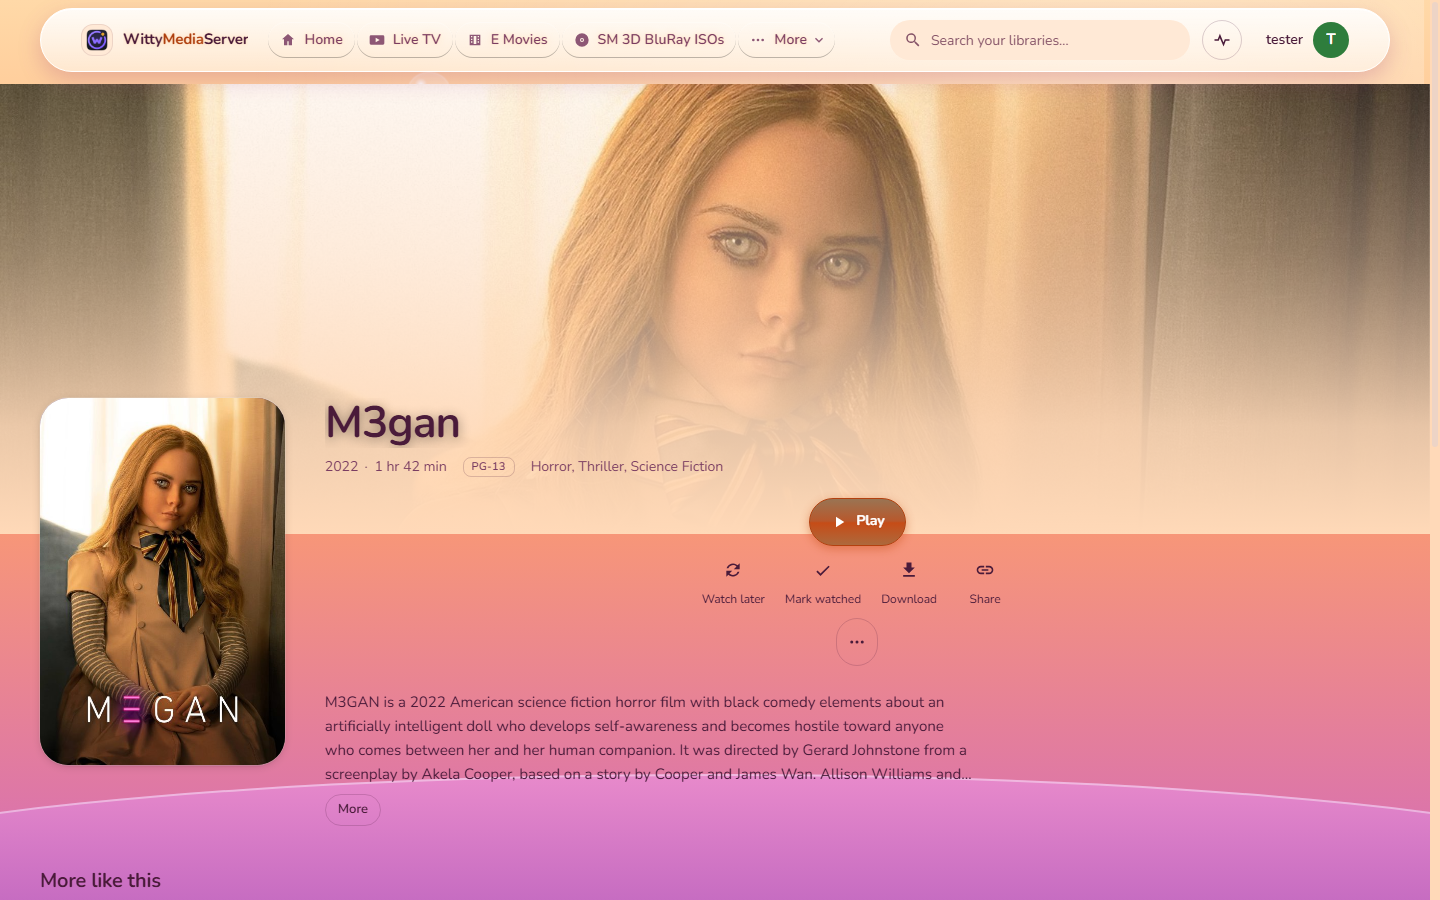 WittyMediaServer
Home
Live TV
E Movies
SM 3D BluRay ISOs
More
Search your libraries...
tester
T
M3gan
2022 · 1 hr 42 min
PG-13
Horror, Thriller, Science Fiction
Play
Watch later
Mark watched
Download
Share
M3GAN is a 2022 American science fiction horror film with black comedy elements about an
artificially intelligent doll who develops self-awareness and becomes hostile toward anyone
who comes between her and her human companion. It was directed by Gerard Johnstone from a
screenplay by Akela Cooper, based on a story by Cooper and James Wan. Allison Williams and...
More
MΞGAN
More like this